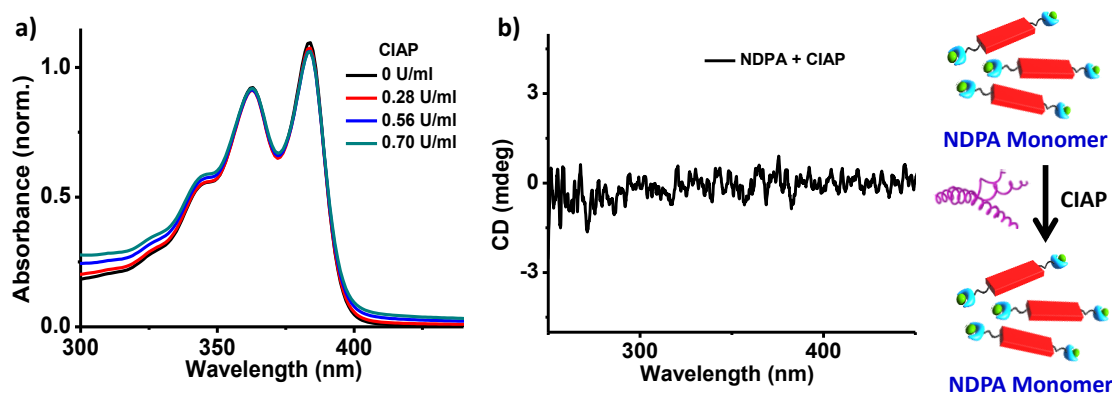 a)
CIAP
0 U/ml
0.28 U/ml
0.56 U/ml
0.70 U/ml
1.0
0.5
0.0
300
350
400
Absorbance (norm.)
Wavelength (nm)
b)
NDPA + CIAP
3
0
-3
300
400
CD (mdeg)
Wavelength (nm)
NDPA Monomer
CIAP
NDPA Monomer